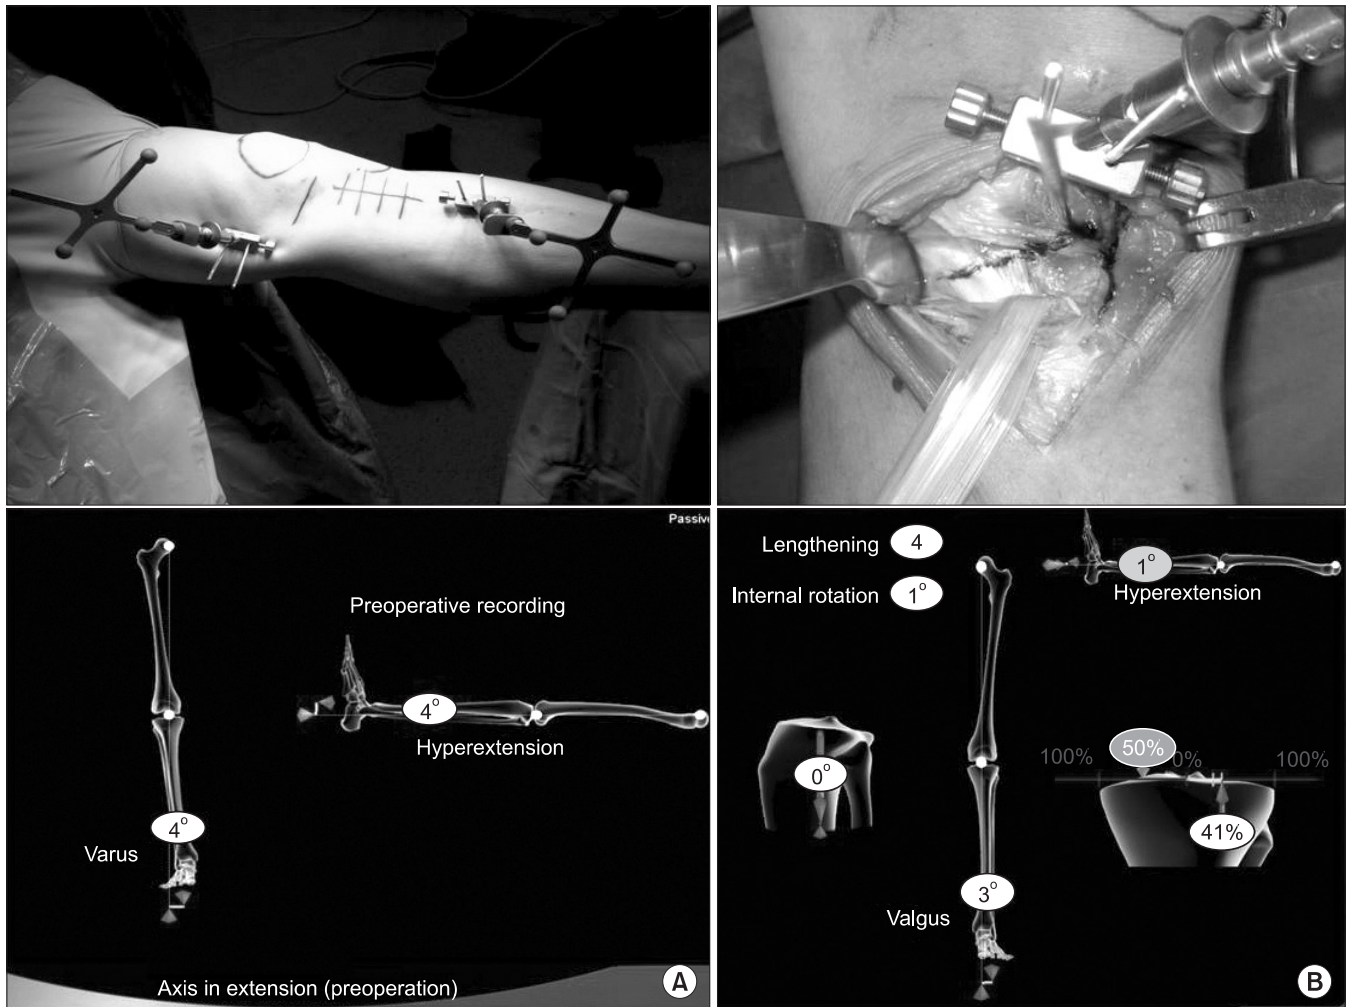 Passive
Preoperative recording
4°
Hyperextension
4°
Varus
Axis in extension (preoperation)
A
Lengthening 4
Internal rotation 1°
1°
Hyperextension
100% 50% 0% 100%
0°
41%
3°
Valgus
B